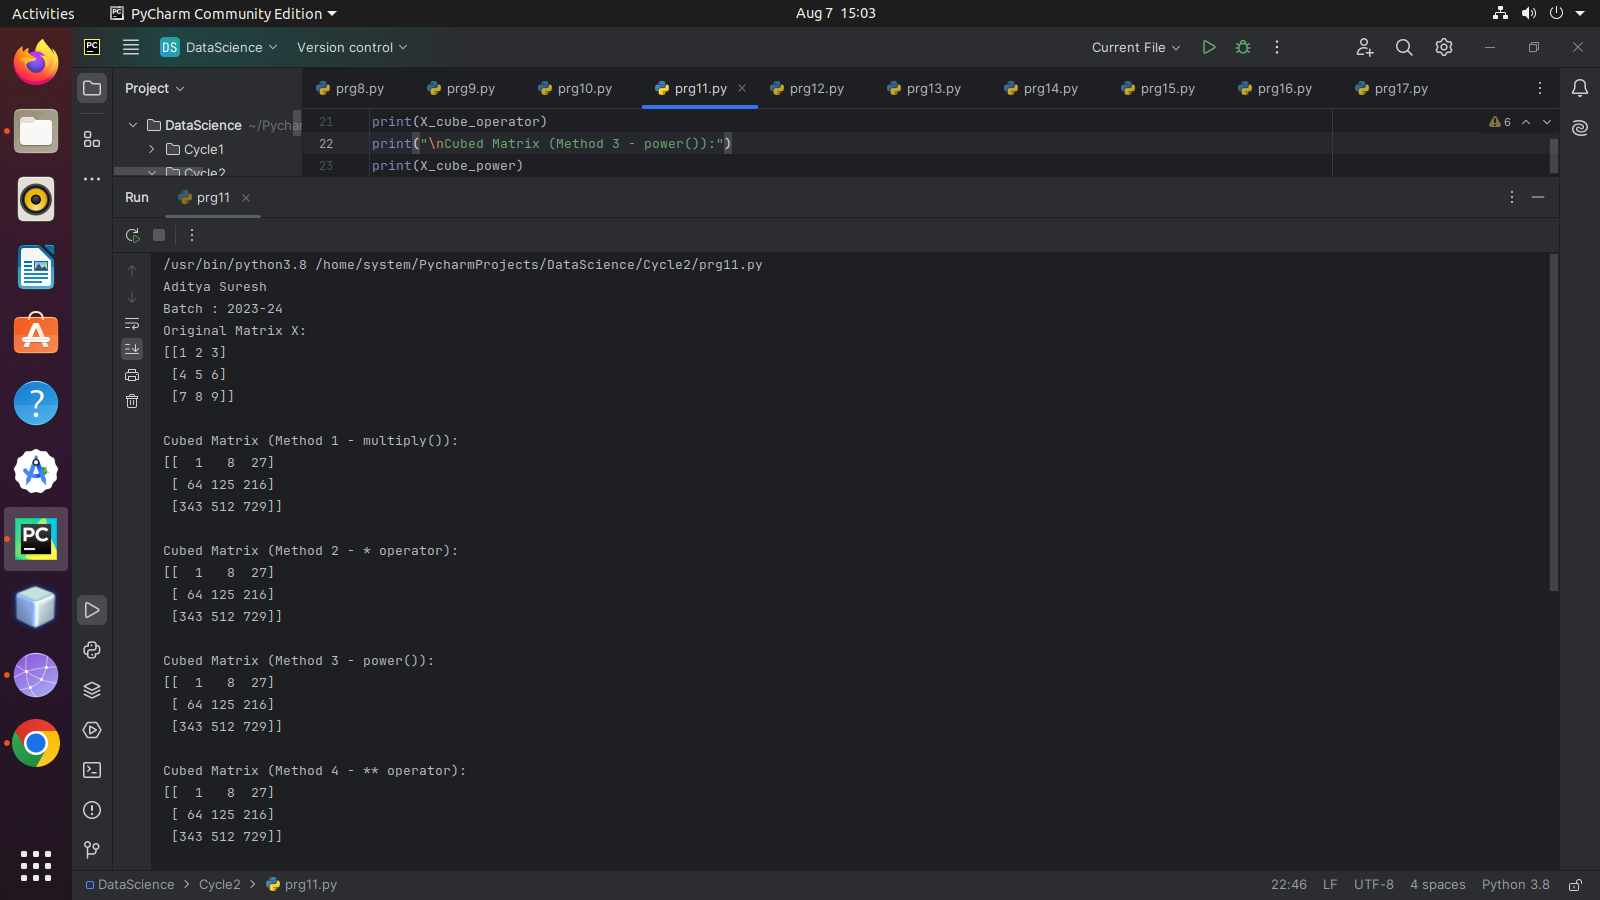 Activities PyCharm Community Edition Aug 7 15:03
PC DS DataScience Version control Current File
Project prg8.py prg9.py prg10.py prg11.py prg12.py prg13.py prg14.py prg15.py prg16.py prg17.py
DataScience 21 print(X_cube_operator) 6
Cycle1 22 print("\nCubed Matrix (Method 3 - power()):")
Cycle2 23 print(X_cube_power)
Run prg11
/usr/bin/python3.8 /home/system/PycharmProjects/DataScience/Cycle2/prg11.py
Aditya Suresh
Batch : 2023-24
Original Matrix X:
[[1 2 3]
 [4 5 6]
 [7 8 9]]
Cubed Matrix (Method 1 - multiply()):
[[  1   8  27]
 [ 64 125 216]
 [343 512 729]]
Cubed Matrix (Method 2 - * operator):
[[  1   8  27]
 [ 64 125 216]
 [343 512 729]]
Cubed Matrix (Method 3 - power()):
[[  1   8  27]
 [ 64 125 216]
 [343 512 729]]
Cubed Matrix (Method 4 - ** operator):
[[  1   8  27]
 [ 64 125 216]
 [343 512 729]]
PC
DataScience > Cycle2 > prg11.py 22:46 LF UTF-8 4 spaces Python 3.8